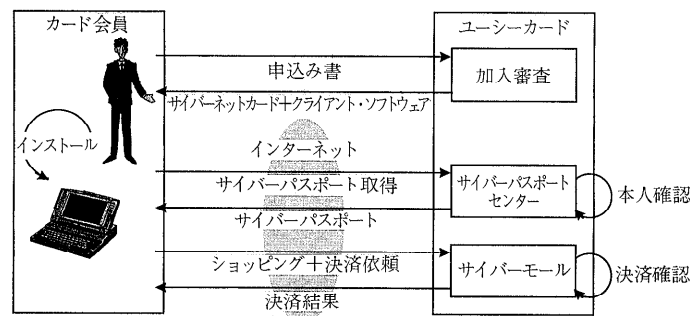 カード会員
ユーシーカード
申込み書
加入審査
サイバーネットカード+クライアント・ソフトウェア
インストール
インターネット
サイバーパスポート取得
サイバーパスポート
センター
本人確認
サイバーパスポート
ショッピング+決済依頼
サイバーモール
決済確認
決済結果